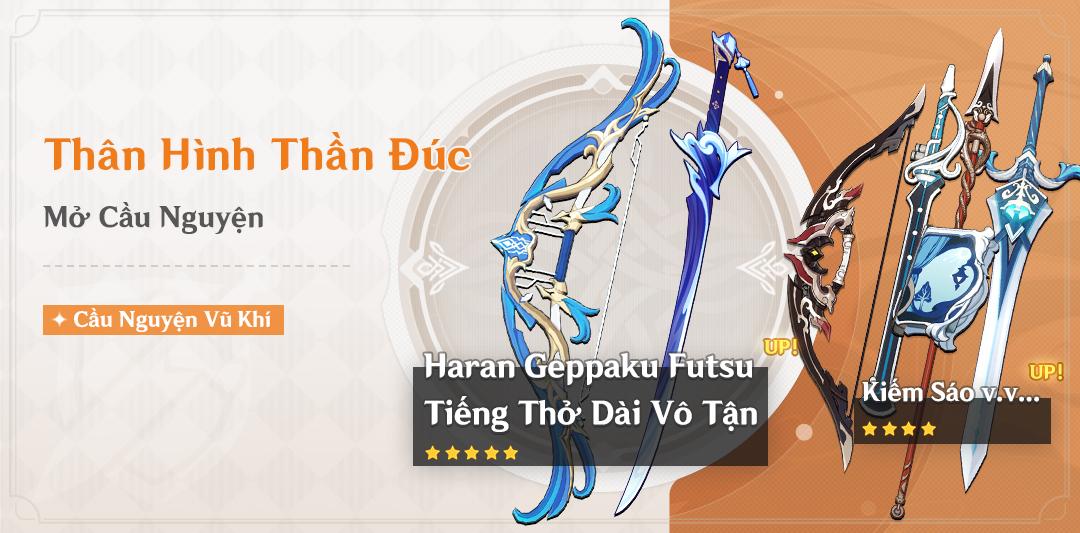 Thân Hình Thần Đúc
Mở Cầu Nguyện
Cầu Nguyện Vũ Khí
UP!
Haran Geppaku Futsu
Tiếng Thở Dài Vô Tận
UP!
Kiếm Sáo v.v...